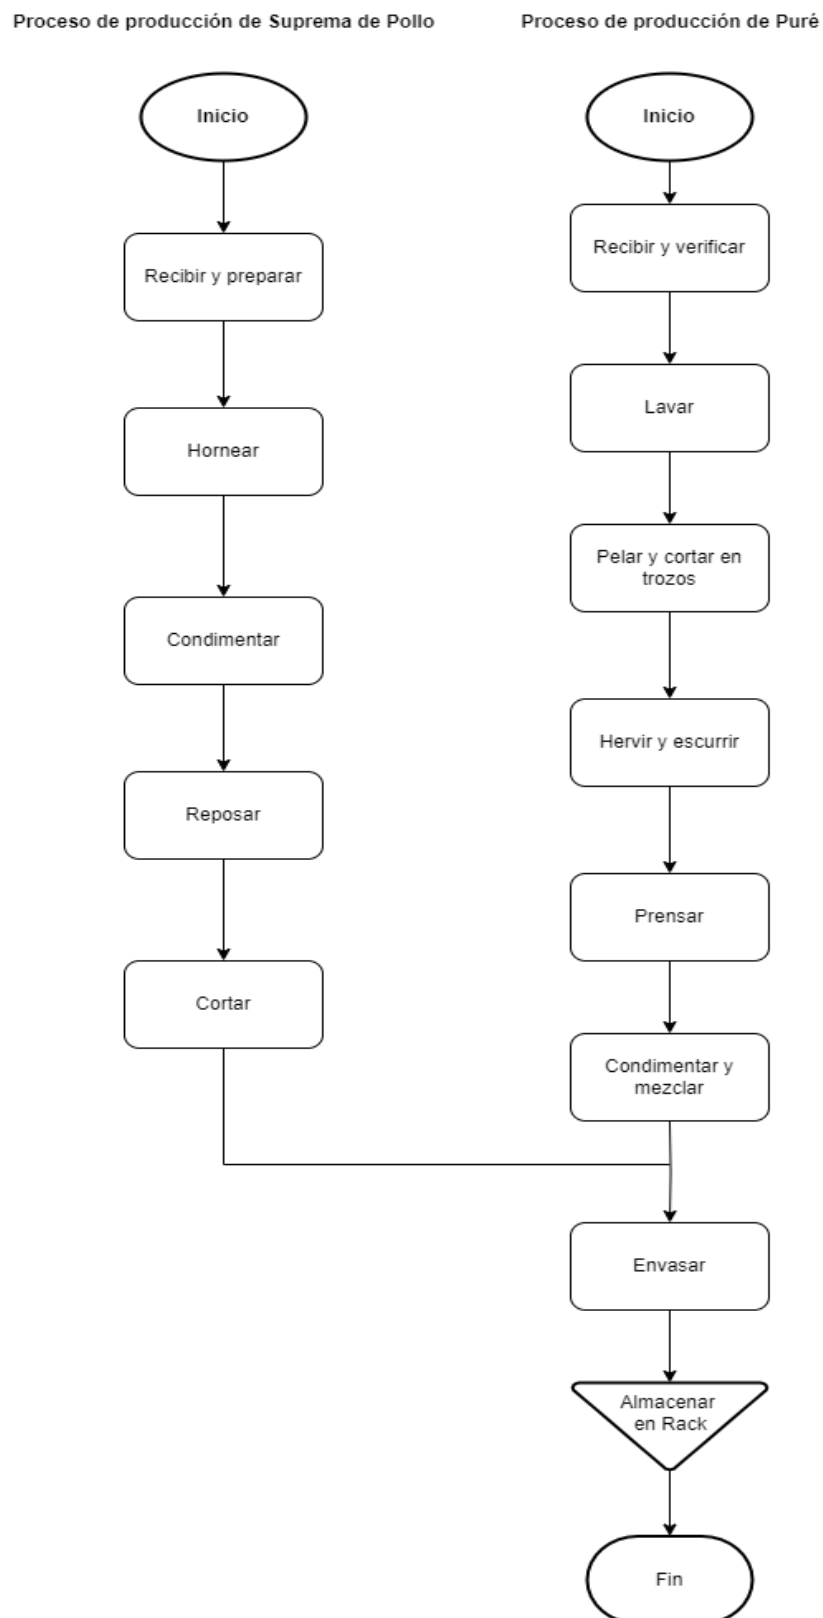 Proceso de producción de Suprema de Pollo
Inicio
Recibir y preparar
Hornear
Condimentar
Reposar
Cortar
Proceso de producción de Puré
Inicio
Recibir y verificar
Lavar
Pelar y cortar en
trozos
Hervir y escurrir
Prensar
Condimentar y
mezclar
Envasar
Almacenar
en Rack
Fin